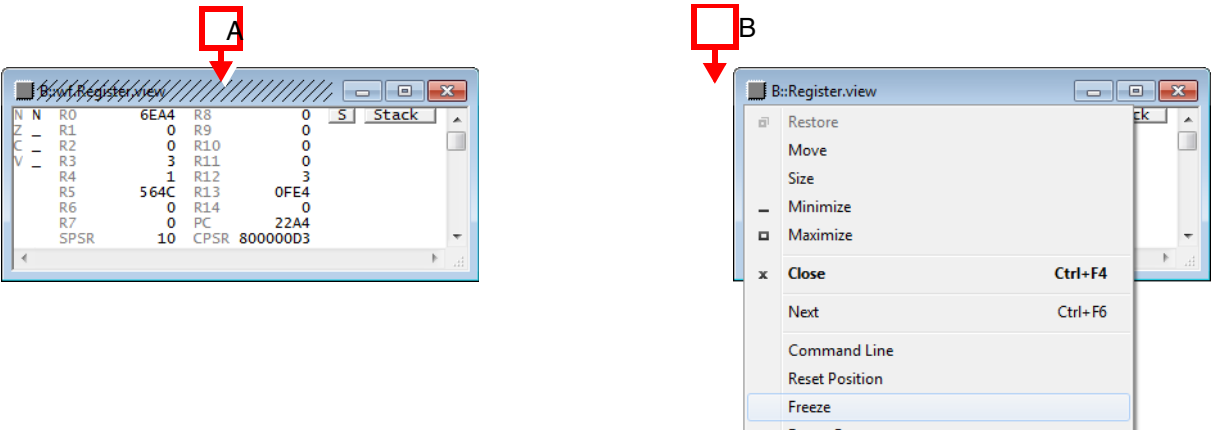 A
B::wf.Register.view
N N R0 6EA4 R8 0 S Stack
Z _ R1 0 R9 0
C _ R2 0 R10 0
V _ R3 3 R11 0
R4 1 R12 3
R5 564C R13 0FE4
R6 0 R14 0
R7 0 PC 22A4
SPSR 10 CPSR 800000D3
B
B::Register.view
ck
Restore
Move
Size
Minimize
Maximize
Close Ctrl+F4
Next Ctrl+F6
Command Line
Reset Position
Freeze